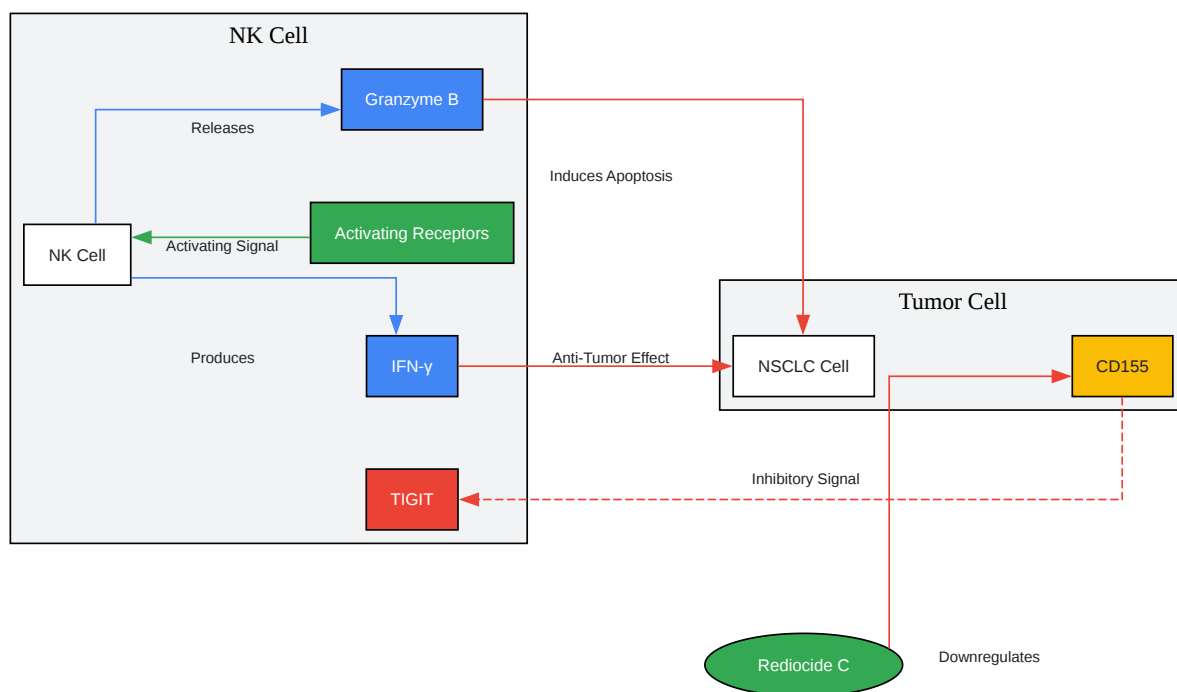 NK Cell
Granzyme B
Releases
Induces Apoptosis
Activating Receptors
Activating Signal
NK Cell
Tumor Cell
Produces
IFN-γ
Anti-Tumor Effect
NSCLC Cell
CD155
TIGIT
Inhibitory Signal
Rediocide C
Downregulates